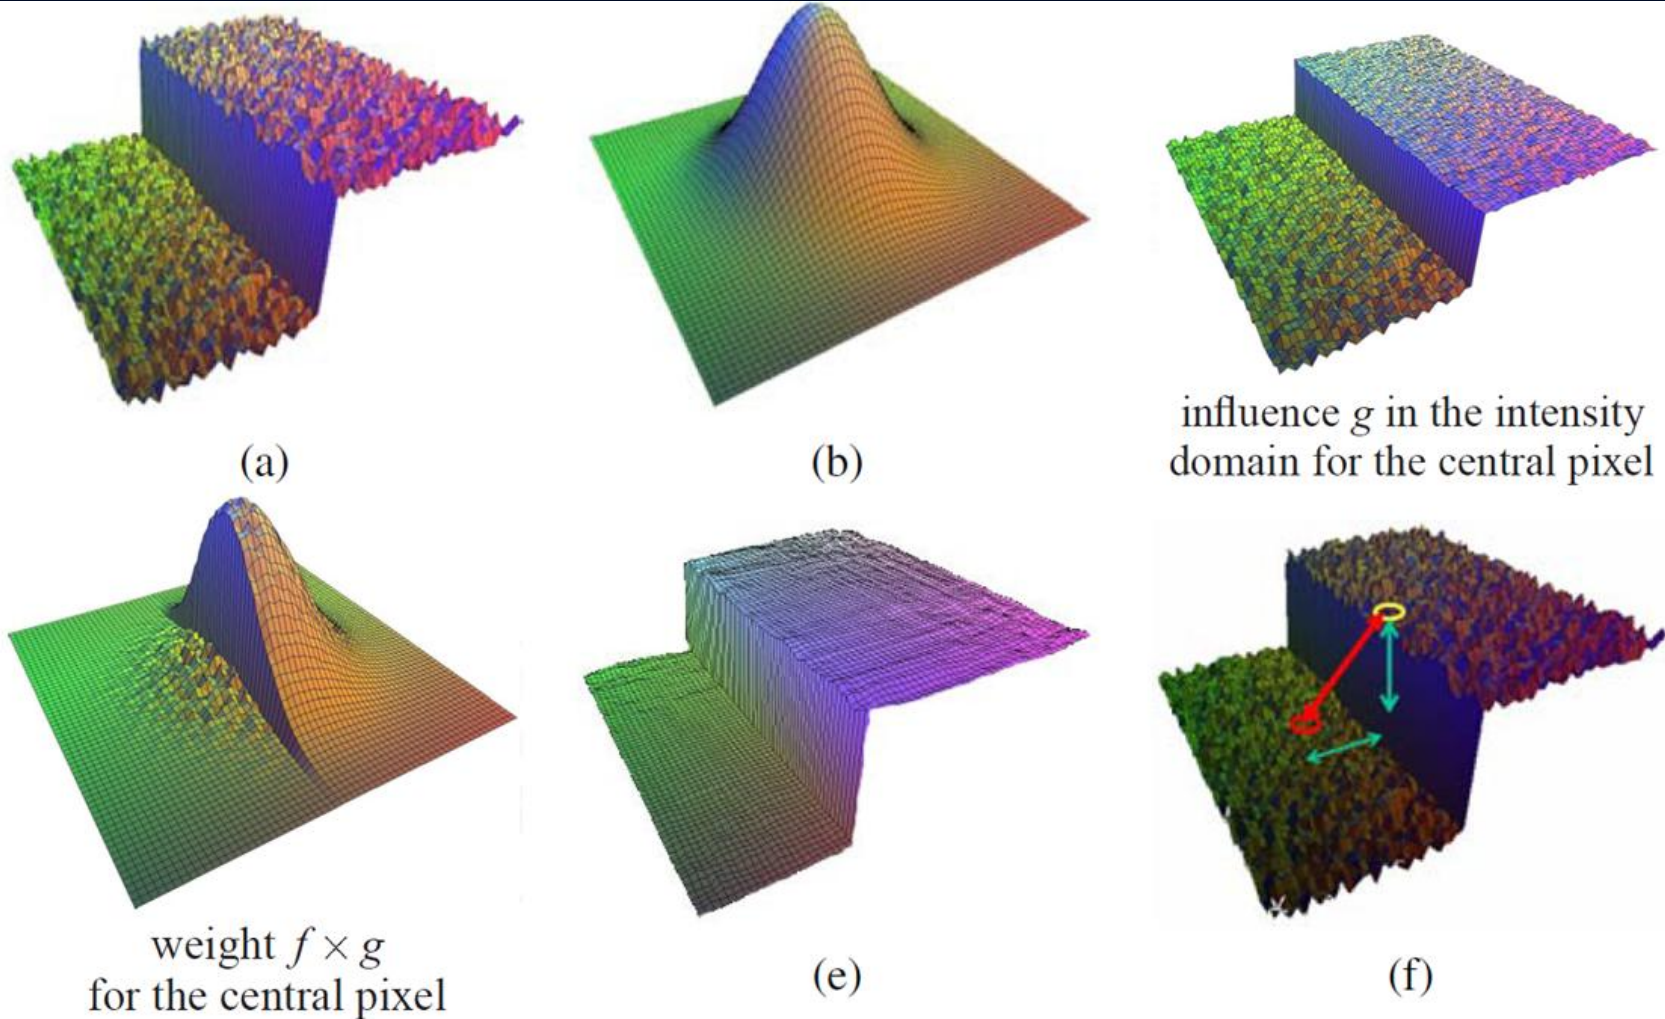 (a)
(b)
influence g in the intensity
domain for the central pixel
weight f × g
for the central pixel
(e)
(f)